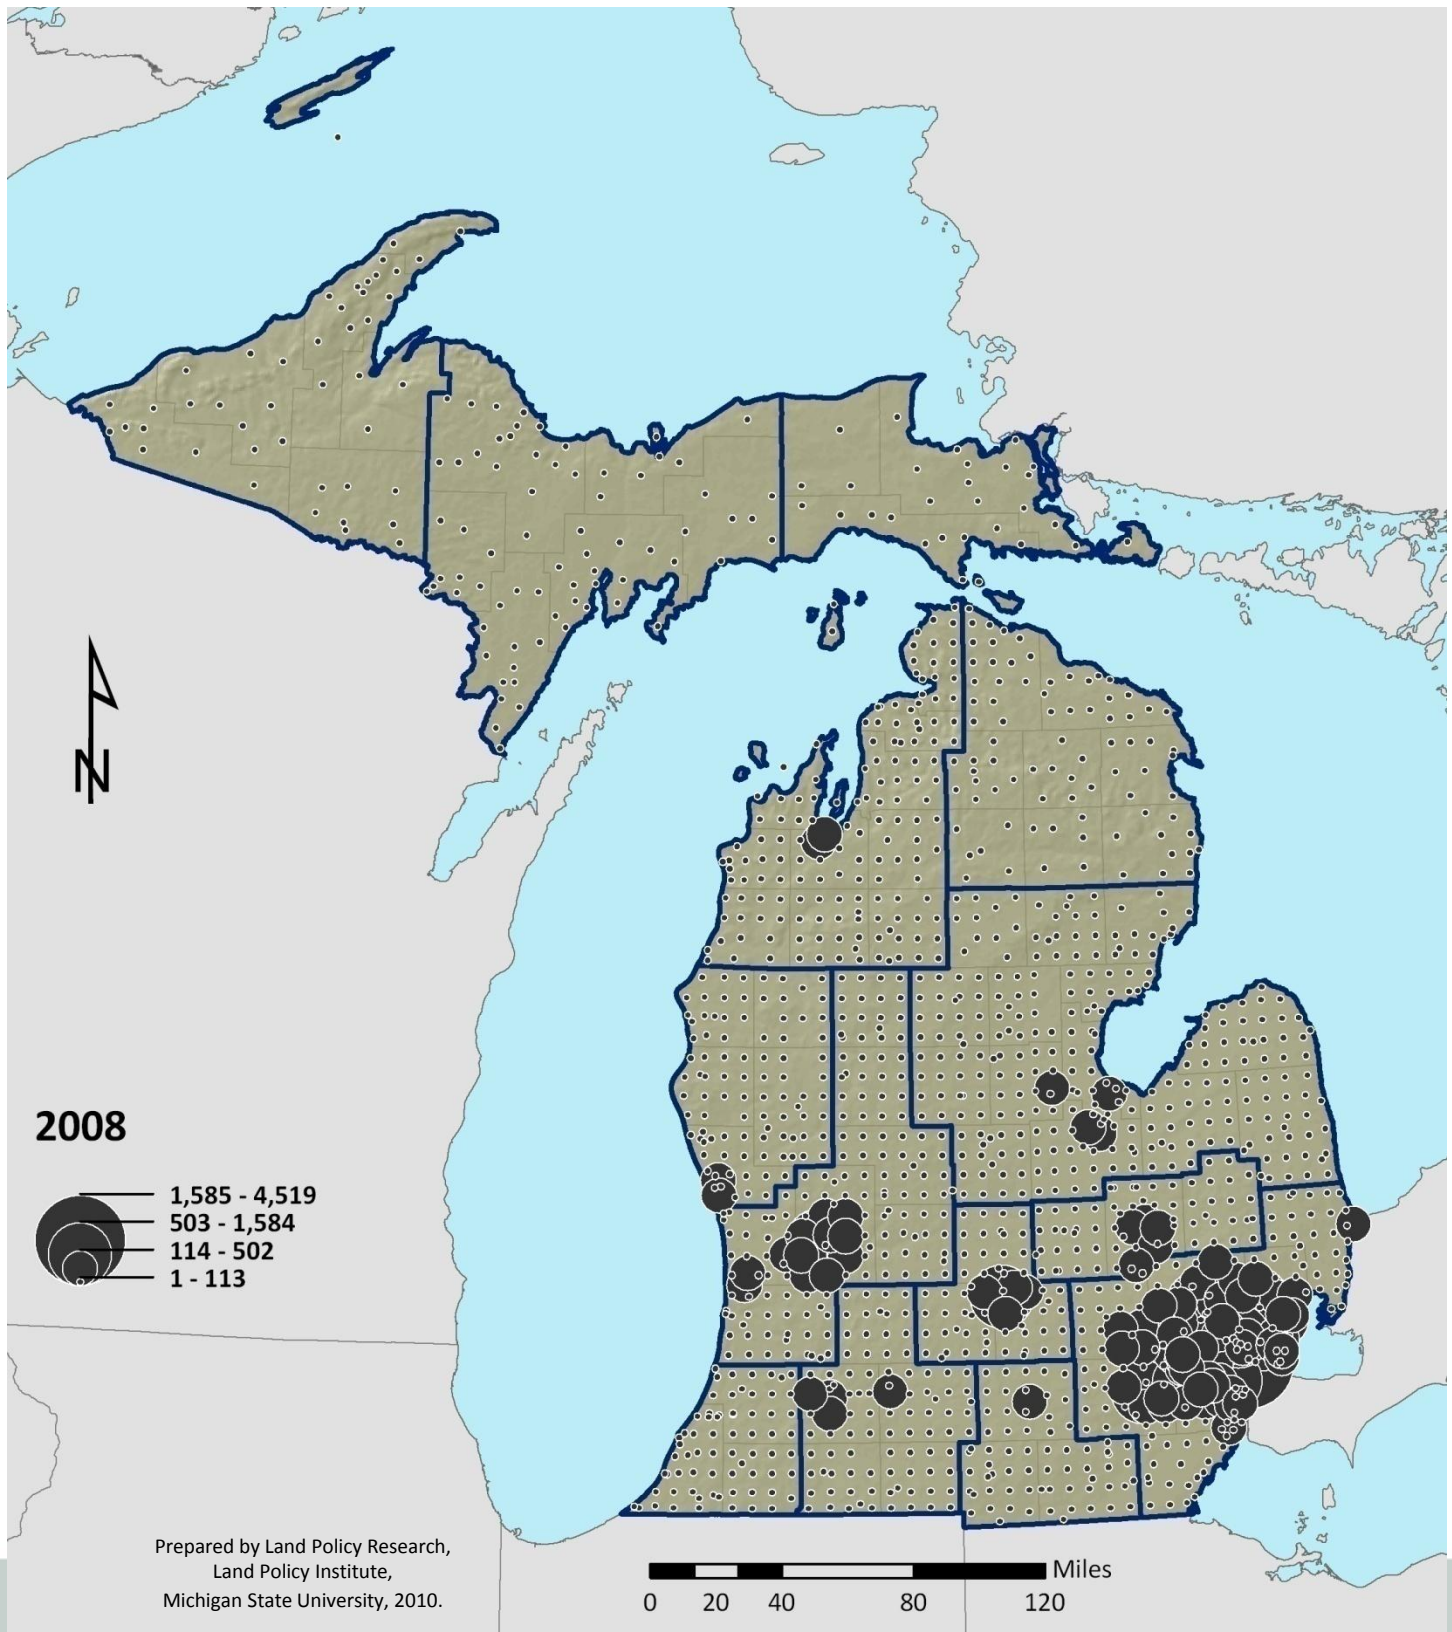 N
2008
1,585 - 4,519
503 - 1,584
114 - 502
1 - 113
Prepared by Land Policy Research,
Land Policy Institute,
Michigan State University, 2010.
Miles
0 20 40 80 120